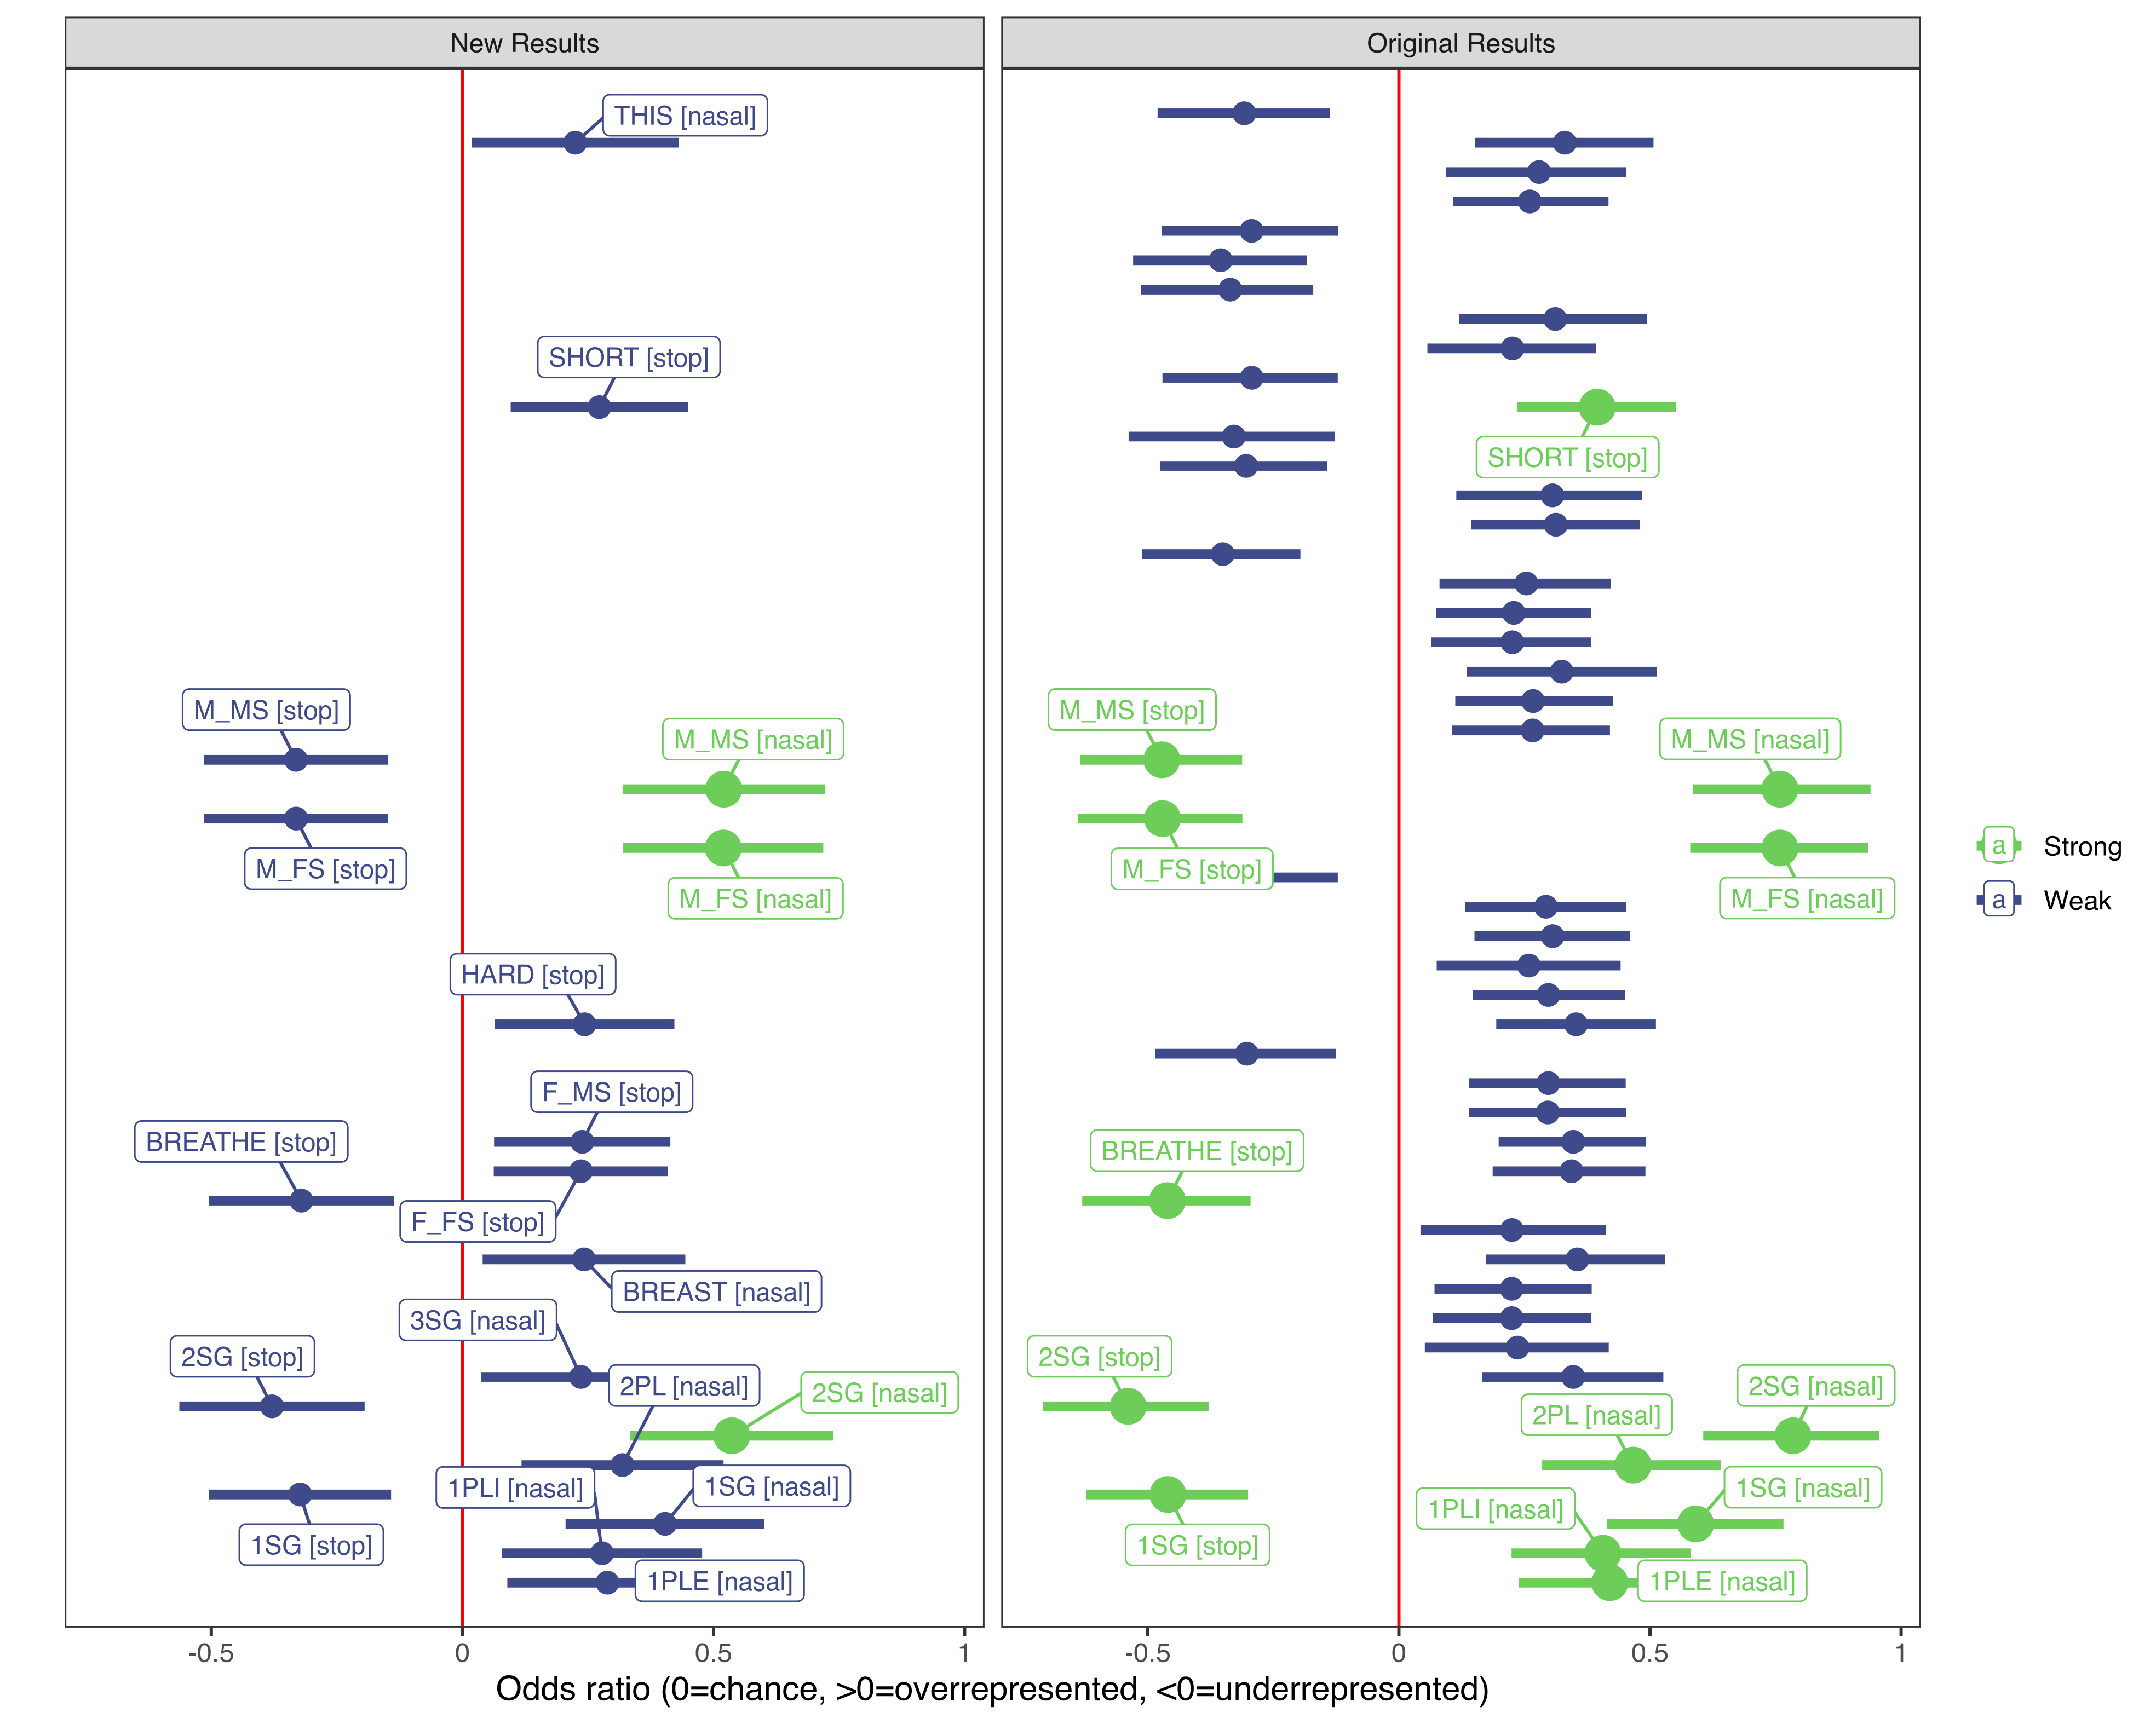 New Results
Original Results
THIS [nasal]
SHORT [stop]
M_MS [stop]
M_MS [nasal]
M_FS [stop]
M_FS [nasal]
HARD [stop]
F_MS [stop]
BREATHE [stop]
F_FS [stop]
BREAST [nasal]
3SG [nasal]
2SG [stop]
2PL [nasal]
2SG [nasal]
1PLI [nasal]
1SG [nasal]
1SG [stop]
1PLE [nasal]
SHORT [stop]
M_MS [stop]
M_MS [nasal]
M_FS [stop]
M_FS [nasal]
BREATHE [stop]
2SG [stop]
2SG [nasal]
2PL [nasal]
1SG [nasal]
1PLI [nasal]
1SG [stop]
1PLE [nasal]
a Strong
a Weak
-0.5 0 0.5 1
-0.5 0 0.5 1
Odds ratio (0=chance, >0=overrepresented, <0=underrepresented)